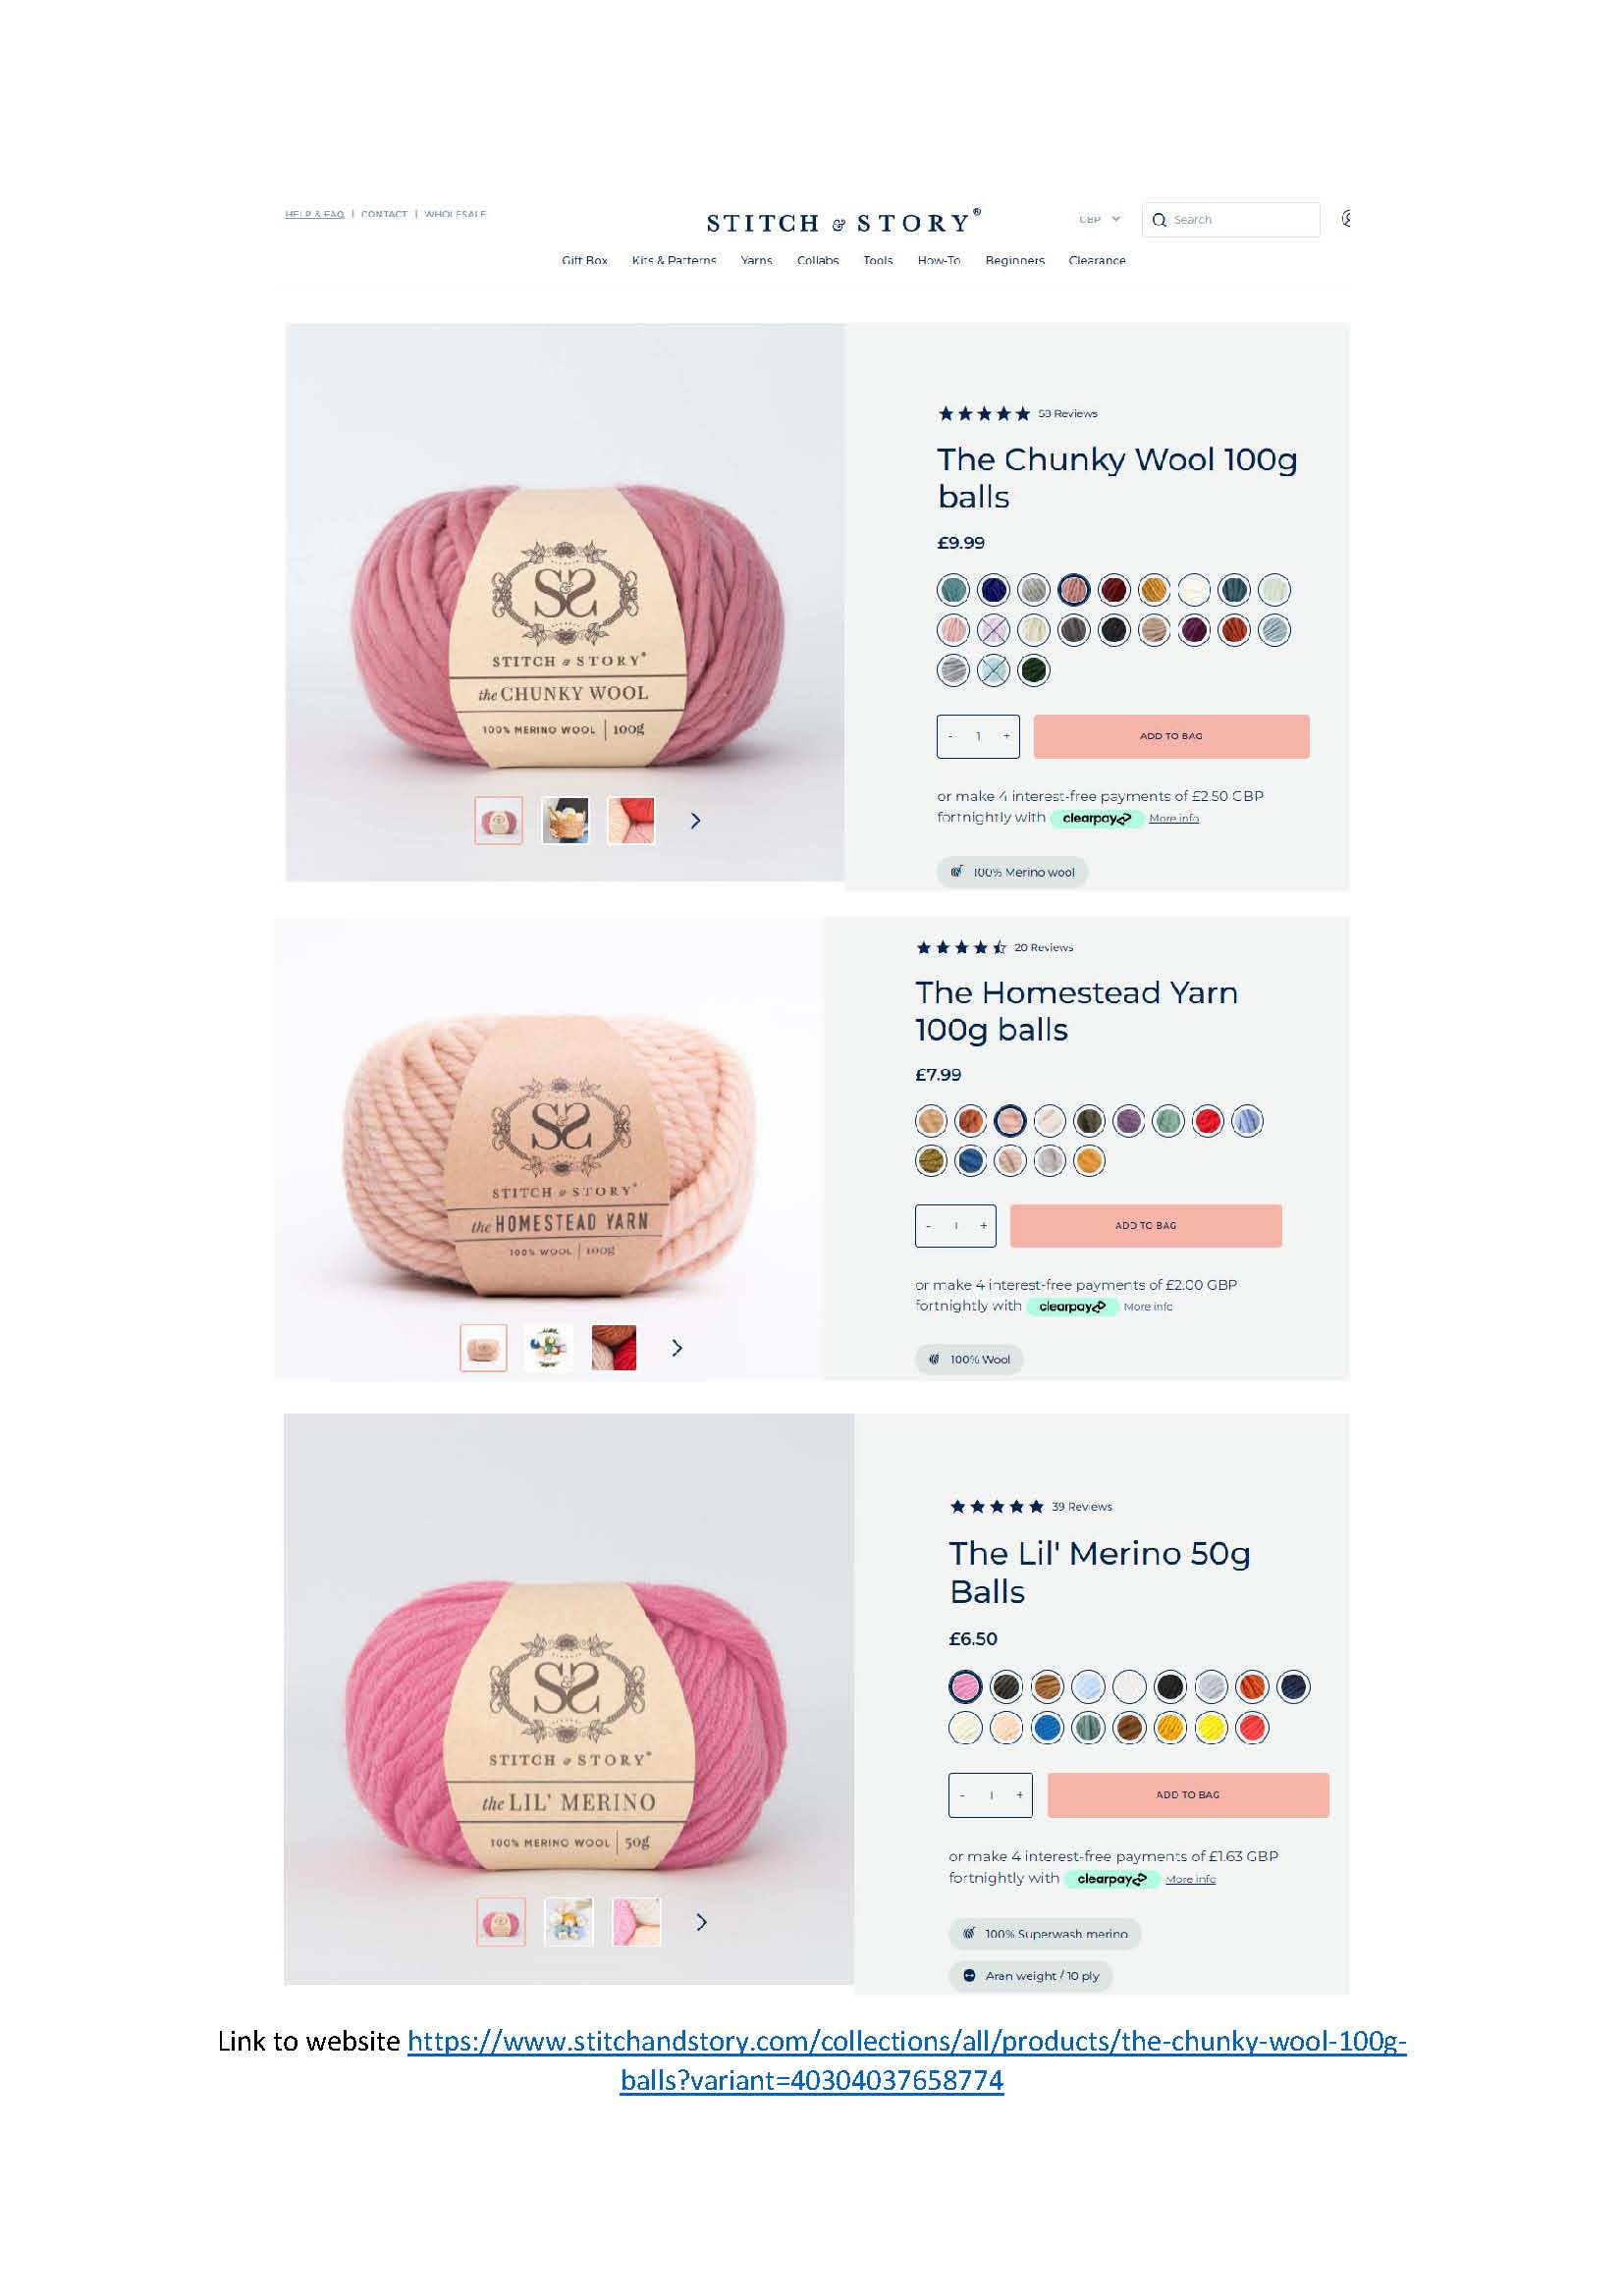 HELP & FAQ | CONTACT | WHOLESALE
STITCH & STORY®
GBP
Search
Gift Box Kits & Patterns Yarns Collabs Tools How-To Beginners Clearance
58 Reviews
The Chunky Wool 100g
balls
£9.99
S&S
STITCH & STORY®
the CHUNKY WOOL
100% MERINO WOOL | 100g
- 1 +
ADD TO BAG
or make 4 interest-free payments of £2.50 GBP
fortnightly with clearpay More info
100% Merino wool
20 Reviews
The Homestead Yarn
100g balls
£7.99
S&S
STITCH & STORY®
the HOMESTEAD YARN
100% WOOL | 100g
- 1 +
ADD TO BAG
or make 4 interest-free payments of £2.00 GBP
fortnightly with clearpay More info
100% Wool
39 Reviews
The Lil' Merino 50g
Balls
£6.50
S&S
STITCH & STORY®
the LIL' MERINO
100% MERINO WOOL | 50g
- 1 +
ADD TO BAG
or make 4 interest-free payments of £1.63 GBP
fortnightly with clearpay More info
100% Superwash merino
Aran weight / 10 ply
Link to website https://www.stitchandstory.com/collections/all/products/the-chunky-wool-100g-
balls?variant=40304037658774